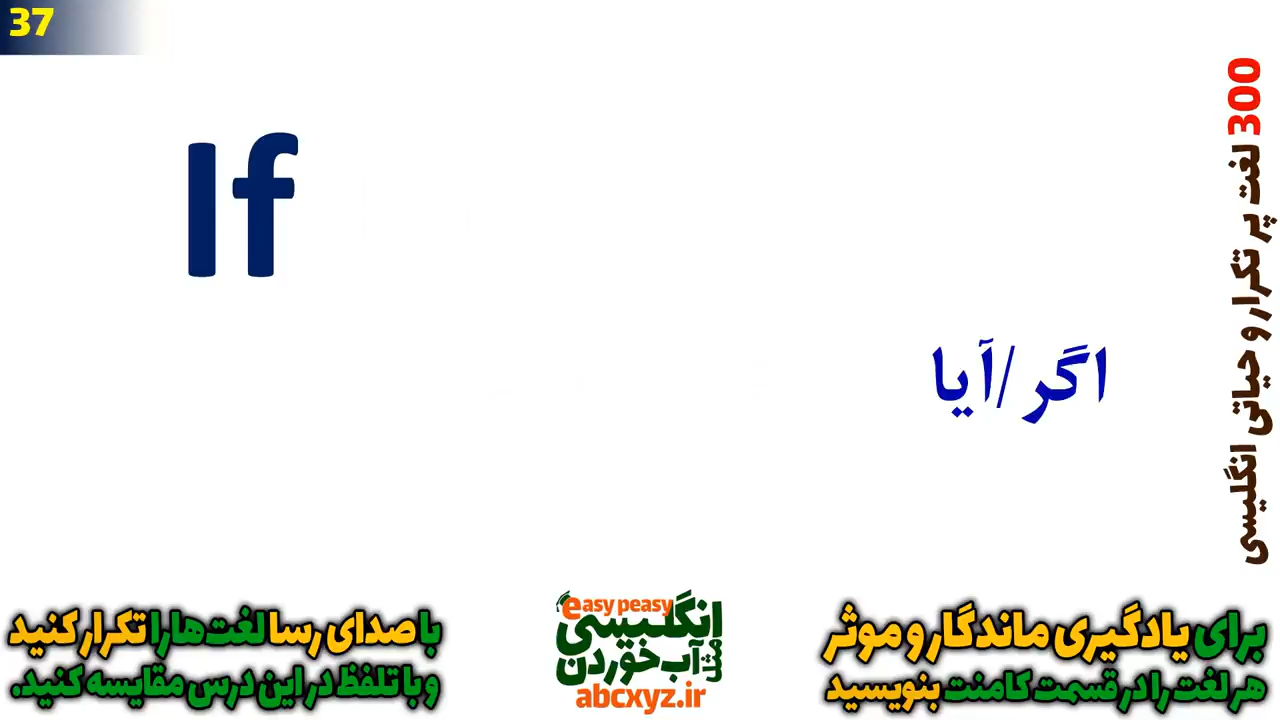 37
If
اگر/آیا
300 لغت پر تکرار و حیاتی انگلیسی
برای یادگیری ماندگار و موثر
هر لغت را در قسمت کامنت بنویسید
easy peasy
انگلیسی
مثل آب خوردن
abcxyz.ir
با صدای رسا لغت‌ها را تکرار کنید
و با تلفظ در این درس مقایسه کنید.